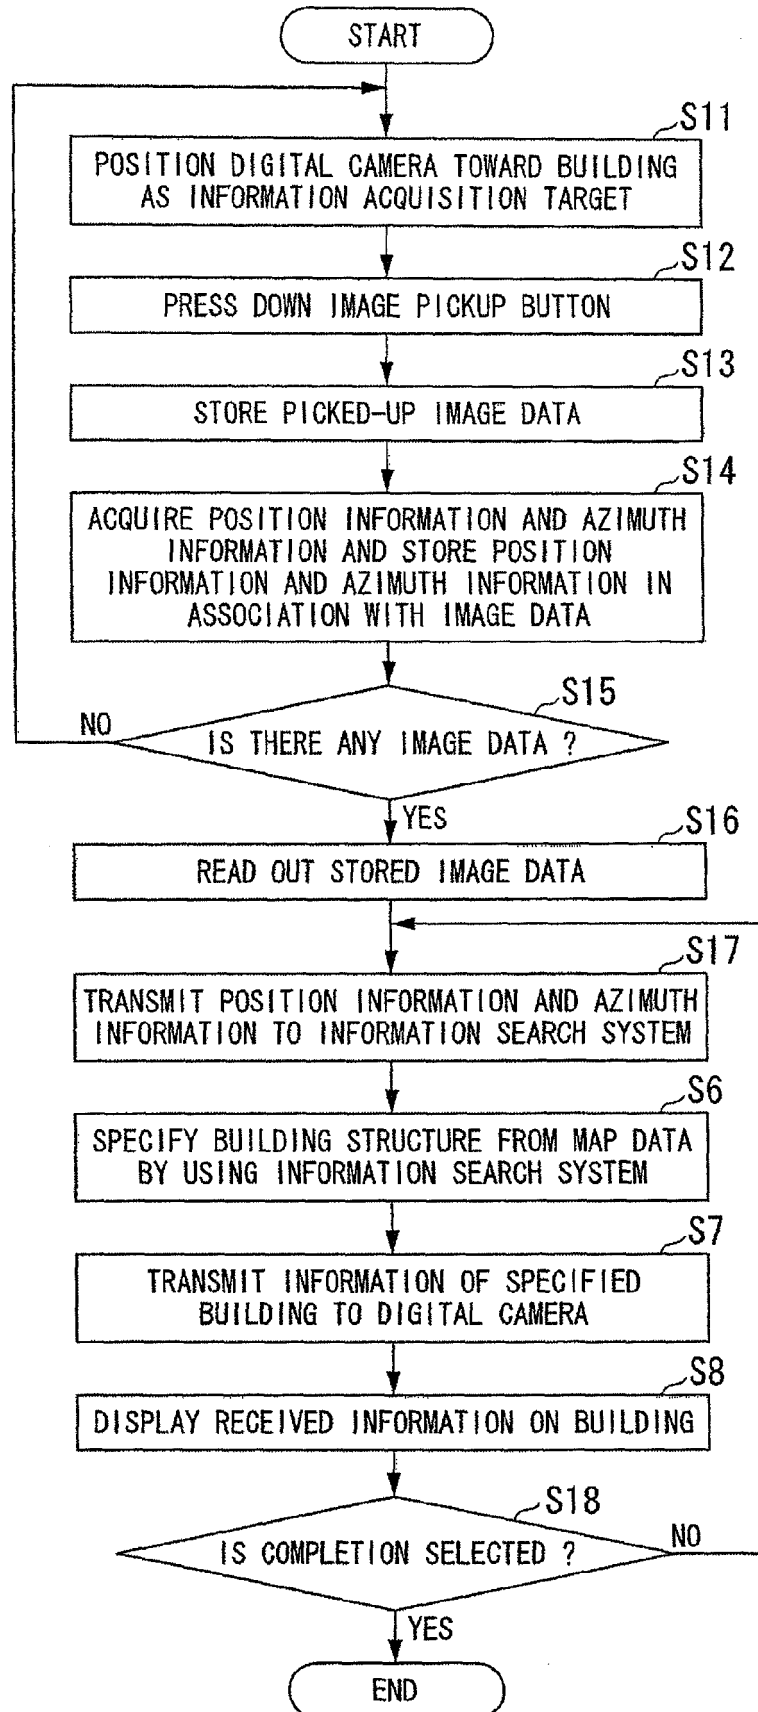 START
S11
POSITION DIGITAL CAMERA TOWARD BUILDING
AS INFORMATION ACQUISITION TARGET
S12
PRESS DOWN IMAGE PICKUP BUTTON
S13
STORE PICKED-UP IMAGE DATA
S14
ACQUIRE POSITION INFORMATION AND AZIMUTH
INFORMATION AND STORE POSITION
INFORMATION AND AZIMUTH INFORMATION IN
ASSOCIATION WITH IMAGE DATA
S15
NO
IS THERE ANY IMAGE DATA ?
YES
S16
READ OUT STORED IMAGE DATA
S17
TRANSMIT POSITION INFORMATION AND AZIMUTH
INFORMATION TO INFORMATION SEARCH SYSTEM
S6
SPECIFY BUILDING STRUCTURE FROM MAP DATA
BY USING INFORMATION SEARCH SYSTEM
S7
TRANSMIT INFORMATION OF SPECIFIED
BUILDING TO DIGITAL CAMERA
S8
DISPLAY RECEIVED INFORMATION ON BUILDING
S18
IS COMPLETION SELECTED ?
NO
YES
END